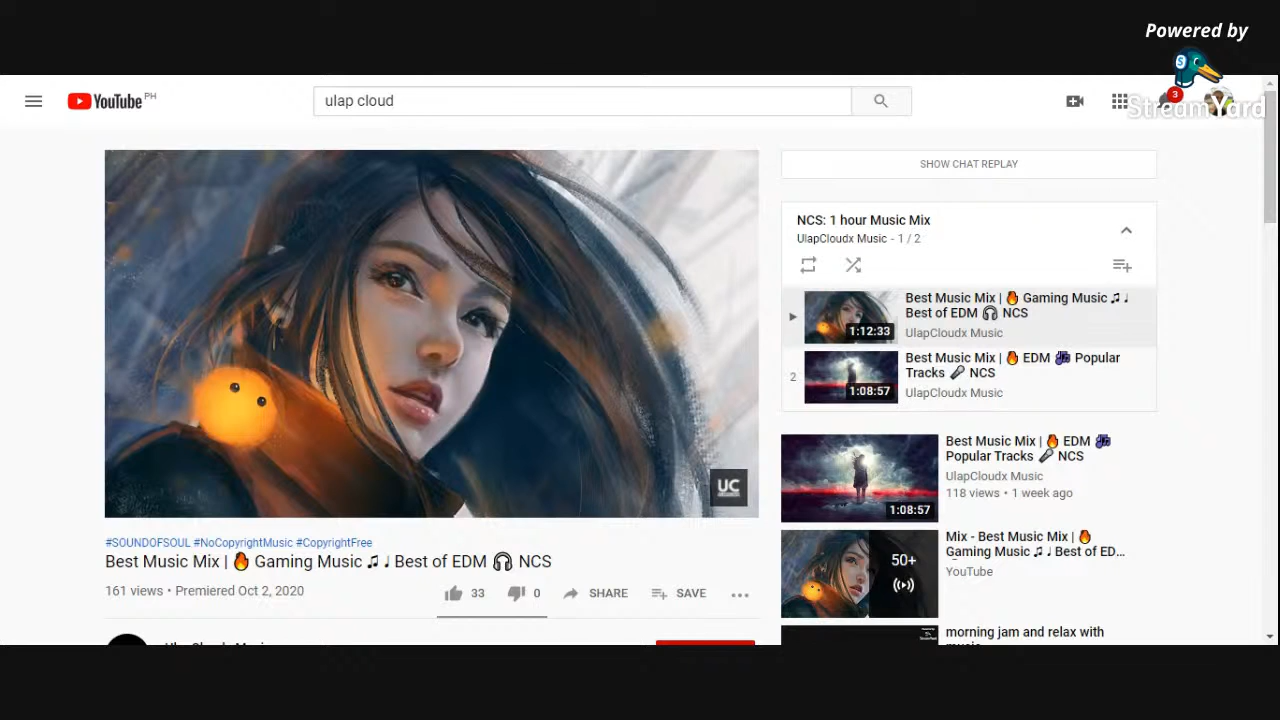 Powered by
StreamYard
YouTube PH
ulap cloud
3
SHOW CHAT REPLAY
NCS: 1 hour Music Mix
UlapCloudx Music - 1 / 2
Best Music Mix | 🔥 Gaming Music ♫ ♩
Best of EDM 🎧 NCS
1:12:33
UlapCloudx Music
2
Best Music Mix | 🔥 EDM 🎶 Popular
Tracks 🎤 NCS
1:08:57
UlapCloudx Music
Best Music Mix | 🔥 EDM 🎶
Popular Tracks 🎤 NCS
UlapCloudx Music
118 views • 1 week ago
1:08:57
Mix - Best Music Mix | 🔥
Gaming Music ♫ ♩ Best of ED...
YouTube
50+
morning jam and relax with
UC
#SOUNDOFSOUL #NoCopyrightMusic #CopyrightFree
Best Music Mix | 🔥 Gaming Music ♫ ♩ Best of EDM 🎧 NCS
161 views • Premiered Oct 2, 2020
33
0
SHARE
SAVE